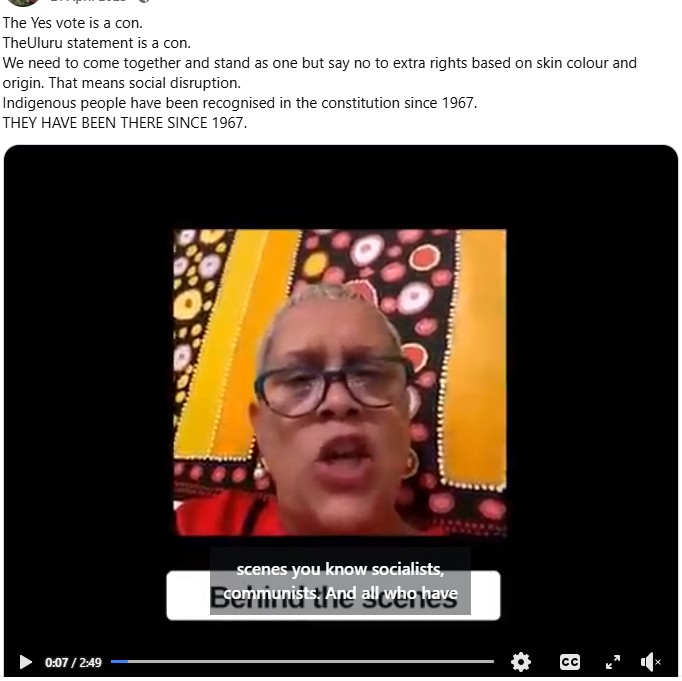 The Yes vote is a con.
TheUluru statement is a con.
We need to come together and stand as one but say no to extra rights based on skin colour and
origin. That means social disruption.
Indigenous people have been recognised in the constitution since 1967.
THEY HAVE BEEN THERE SINCE 1967.
scenes you know socialists,
communists. And all who have
Behind the scenes
0:07 / 2:49
CC